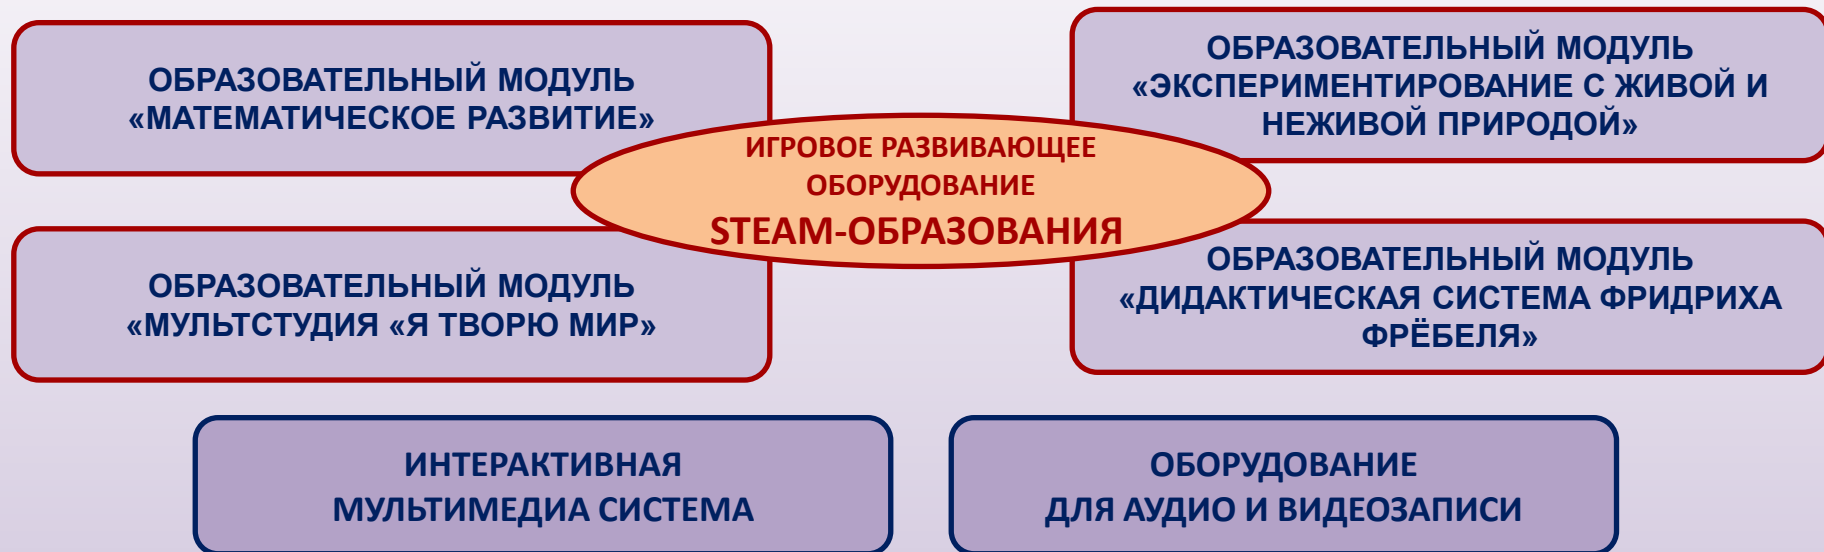 ОБРАЗОВАТЕЛЬНЫЙ МОДУЛЬ
«МАТЕМАТИЧЕСКОЕ РАЗВИТИЕ»
ОБРАЗОВАТЕЛЬНЫЙ МОДУЛЬ
«ЭКСПЕРИМЕНТИРОВАНИЕ С ЖИВОЙ И
НЕЖИВОЙ ПРИРОДОЙ»
ИГРОВОЕ РАЗВИВАЮЩЕЕ
ОБОРУДОВАНИЕ
STEAM-ОБРАЗОВАНИЯ
ОБРАЗОВАТЕЛЬНЫЙ МОДУЛЬ
«МУЛЬТСТУДИЯ «Я ТВОРЮ МИР»
ОБРАЗОВАТЕЛЬНЫЙ МОДУЛЬ
«ДИДАКТИЧЕСКАЯ СИСТЕМА ФРИДРИХА
ФРЁБЕЛЯ»
ИНТЕРАКТИВНАЯ
МУЛЬТИМЕДИА СИСТЕМА
ОБОРУДОВАНИЕ
ДЛЯ АУДИО И ВИДЕОЗАПИСИ